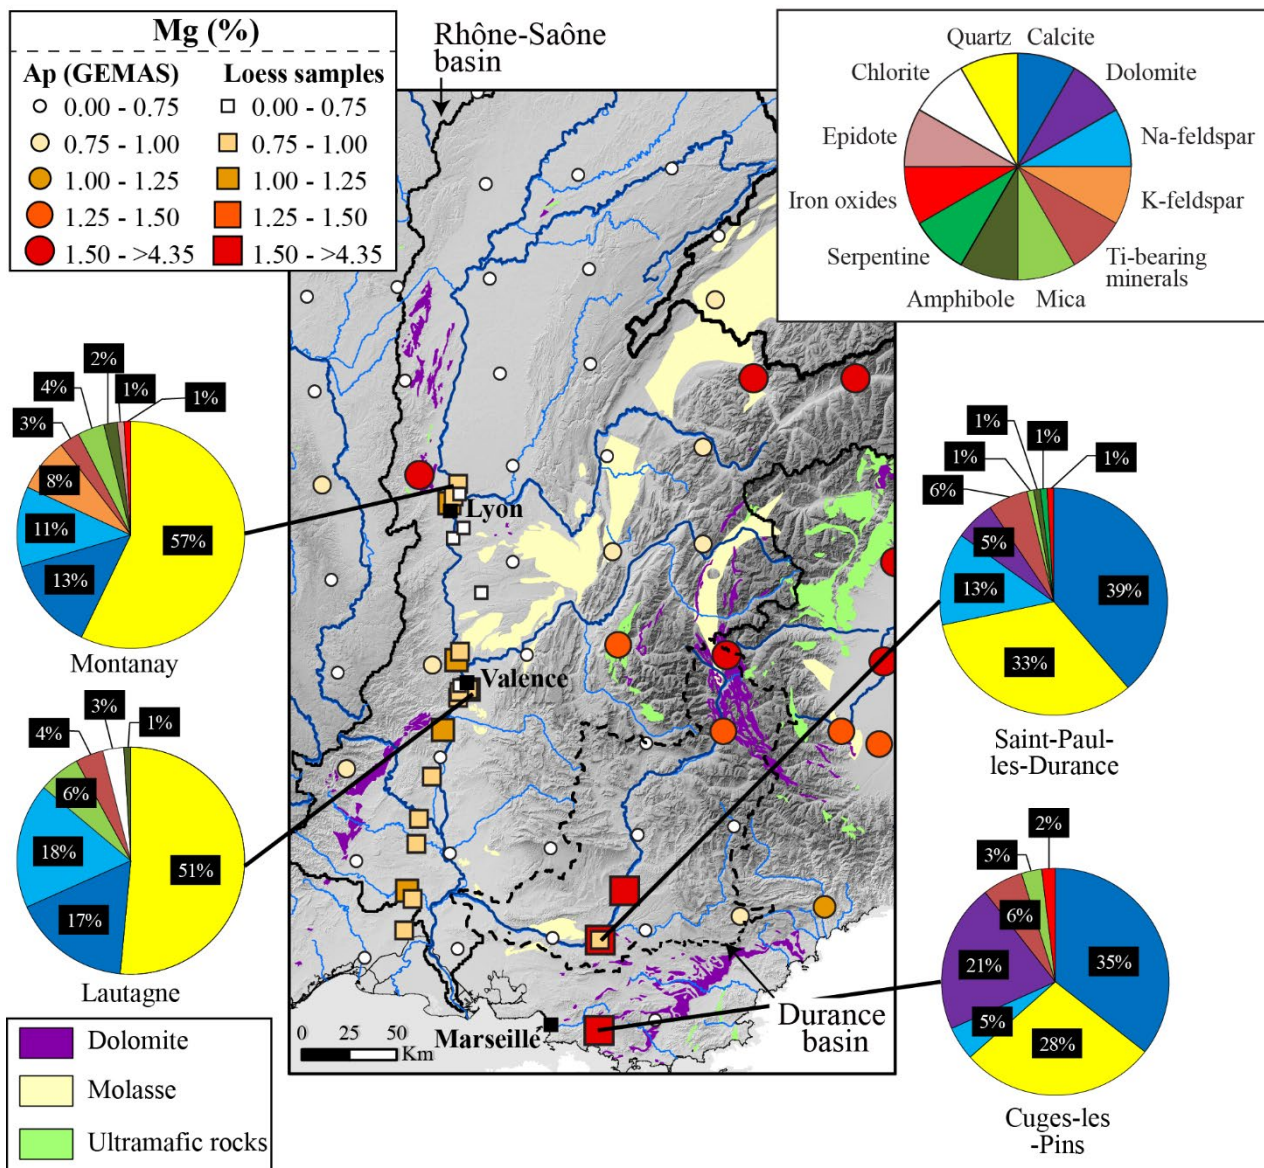 Mg (%)
Ap (GEMAS)
Loess samples
0.00 - 0.75
0.00 - 0.75
0.75 - 1.00
0.75 - 1.00
1.00 - 1.25
1.00 - 1.25
1.25 - 1.50
1.25 - 1.50
1.50 - >4.35
1.50 - >4.35
Rhône-Saône
basin
Quartz
Calcite
Chlorite
Dolomite
Epidote
Na-feldspar
Iron oxides
K-feldspar
Serpentine
Ti-bearing
minerals
Amphibole
Mica
2%
4%
1%
1%
3%
8%
11%
57%
13%
Montanay
3%
4%
1%
6%
18%
51%
17%
Lautagne
Lyon
Valence
Marseille
0 25 50
Km
Durance
basin
1%
1%
1%
1%
6%
5%
13%
39%
33%
Saint-Paul-
les-Durance
2%
3%
6%
21%
35%
5%
28%
Cuges-les
-Pins
Dolomite
Molasse
Ultramafic rocks